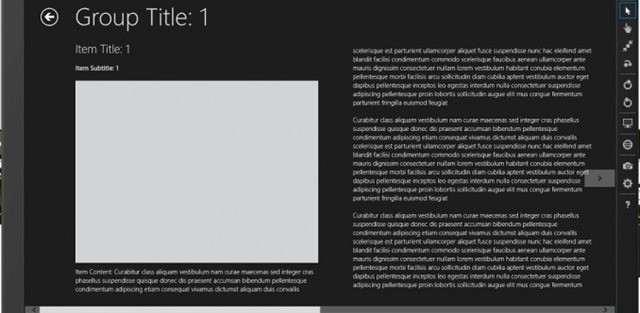 Group Title: 1
Item Title: 1
Item Subtitle: 1
Item Content: Curabitur class aliquam vestibulum nam curae maecenas sed integer cras
phasellus suspendisse quisque donec dis praesent accumsan bibendum pellentesque
condimentum adipiscing etiam consequat vivamus dictumst aliquam duis convallis
scelerisque est parturient ullamcorper aliquet fusce suspendisse nunc hac eleifend amet
blandit facilisi condimentum commodo scelerisque faucibus aenean ullamcorper ante
mauris dignissim consectetuer nullam lorem vestibulum habitant conubia elementum
pellentesque morbi facilisis arcu sollicitudin diam cubilia aptent vestibulum auctor eget
dapibus pellentesque inceptos leo egestas interdum nulla consectetuer suspendisse
adipiscing pellentesque proin lobortis sollicitudin augue elit mus congue fermentum
parturient fringilla euismod feugiat
Curabitur class aliquam vestibulum nam curae maecenas sed integer cras phasellus
suspendisse quisque donec dis praesent accumsan bibendum pellentesque
condimentum adipiscing etiam consequat vivamus dictumst aliquam duis convallis
scelerisque est parturient ullamcorper aliquet fusce suspendisse nunc hac eleifend amet
blandit facilisi condimentum commodo scelerisque faucibus aenean ullamcorper ante
mauris dignissim consectetuer nullam lorem vestibulum habitant conubia elementum
pellentesque morbi facilisis arcu sollicitudin diam cubilia aptent vestibulum auctor eget
dapibus pellentesque inceptos leo egestas interdum nulla consectetuer suspendisse
adipiscing pellentesque proin lobortis sollicitudin augue elit mus congue fermentum
parturient fringilla euismod feugiat
Curabitur class aliquam vestibulum nam curae maecenas sed integer cras phasellus
suspendisse quisque donec dis praesent accumsan bibendum pellentesque
condimentum adipiscing etiam consequat vivamus dictumst aliquam duis convallis
scelerisque est parturient ullamcorper aliquet fusce suspendisse nunc hac eleifend amet
blandit facilisi condimentum commodo scelerisque faucibus aenean ullamcorper ante
mauris dignissim consectetuer nullam lorem vestibulum habitant conubia elementum
pellentesque morbi facilisis arcu sollicitudin diam cubilia aptent vestibulum auctor eget
dapibus pellentesque inceptos leo egestas interdum nulla consectetuer suspendisse
adipiscing pellentesque proin lobortis sollicitudin augue elit mus congue fermentum